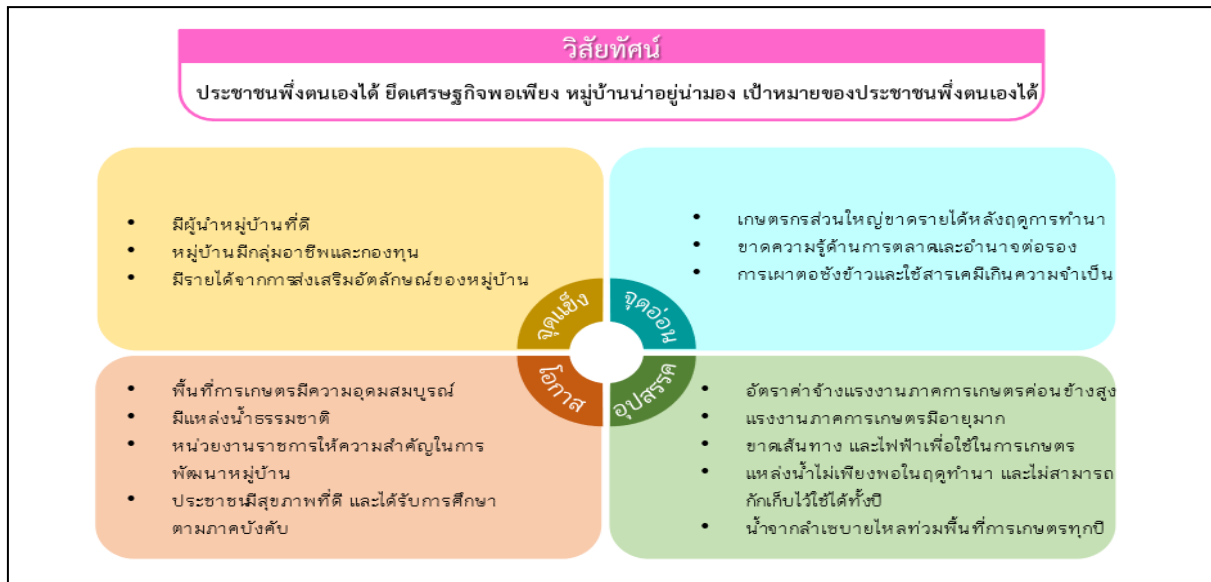 วิสัยทัศน์
ประชาชนพึ่งตนเองได้ ยึดเศรษฐกิจพอเพียง หมู่บ้านน่าอยู่น่ามอง เป้าหมายของประชาชนพึ่งตนเองได้
• มีผู้นำหมู่บ้านที่ดี
• หมู่บ้านมีกลุ่มอาชีพและกองทุน
• มีรายได้จากการส่งเสริมอัตลักษณ์ของหมู่บ้าน
จุดแข็ง
• เกษตรกรส่วนใหญ่ขาดรายได้หลังฤดูการทำนา
• ขาดความรู้ด้านการตลาดและอำนาจต่อรอง
• การเผาตอซังข้าวและใช้สารเคมีเกินความจำเป็น
จุดอ่อน
• พื้นที่การเกษตรมีความอุดมสมบูรณ์
• มีแหล่งน้ำธรรมชาติ
• หน่วยงานราชการให้ความสำคัญในการ
พัฒนาหมู่บ้าน
• ประชาชนมีสุขภาพที่ดี และได้รับการศึกษา
ตามภาคบังคับ
โอกาส
• อัตราค่าจ้างแรงงานภาคการเกษตรค่อนข้างสูง
• แรงงานภาคการเกษตรมีอายุมาก
• ขาดเส้นทาง และไฟฟ้าเพื่อใช้ในการเกษตร
• แหล่งน้ำไม่เพียงพอในฤดูทำนา และไม่สามารถ
กักเก็บไว้ใช้ได้ทั้งปี
• น้ำจากลำเซบายไหลท่วมพื้นที่การเกษตรทุกปี
อุปสรรค